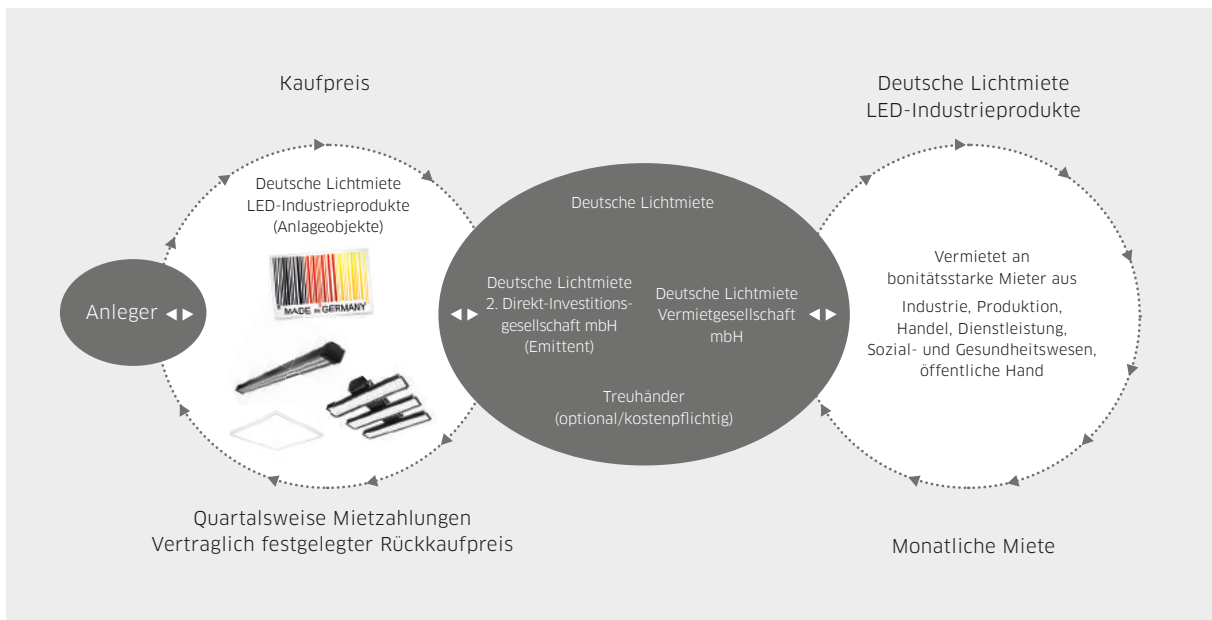 Kaufpreis
Deutsche Lichtmiete
LED-Industrieprodukte
(Anlageobjekte)
MADE IN GERMANY
Anleger
Quartalsweise Mietzahlungen
Vertraglich festgelegter Rückkaufpreis
Deutsche Lichtmiete
Deutsche Lichtmiete
2. Direkt-Investitions-
gesellschaft mbH
(Emittent)
Deutsche Lichtmiete
Vermietgesellschaft
mbH
Treuhänder
(optional/kostenpflichtig)
Deutsche Lichtmiete
LED-Industrieprodukte
Vermietet an
bonitätsstarke Mieter aus
Industrie, Produktion,
Handel, Dienstleistung,
Sozial- und Gesundheitswesen,
öffentliche Hand
Monatliche Miete